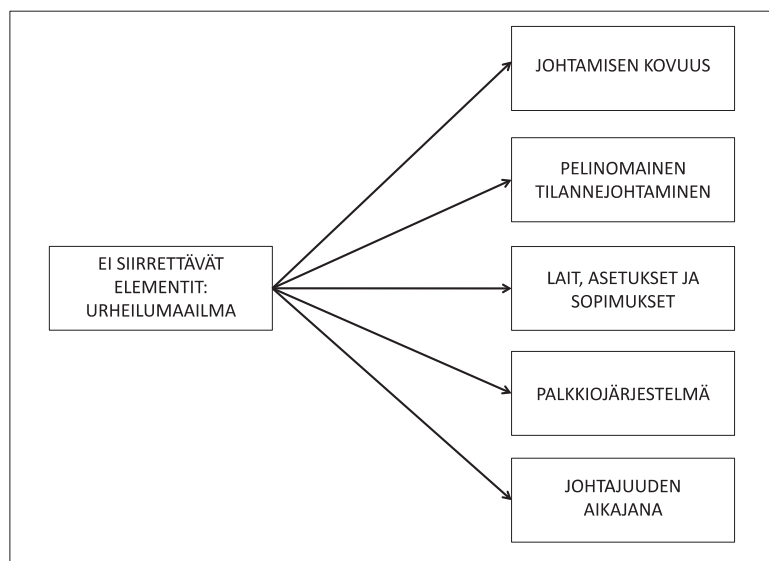 EI SIIRRETTÄVÄT
ELEMENTIT:
URHEILUMAAILMA
JOHTAMISEN KOVUUS
PELINOMAINEN
TILANNEJOHTAMINEN
LAIT, ASETUKSET JA
SOPIMUKSET
PALKKIOJÄRJESTELMÄ
JOHTAJUUDEN
AIKAJANA